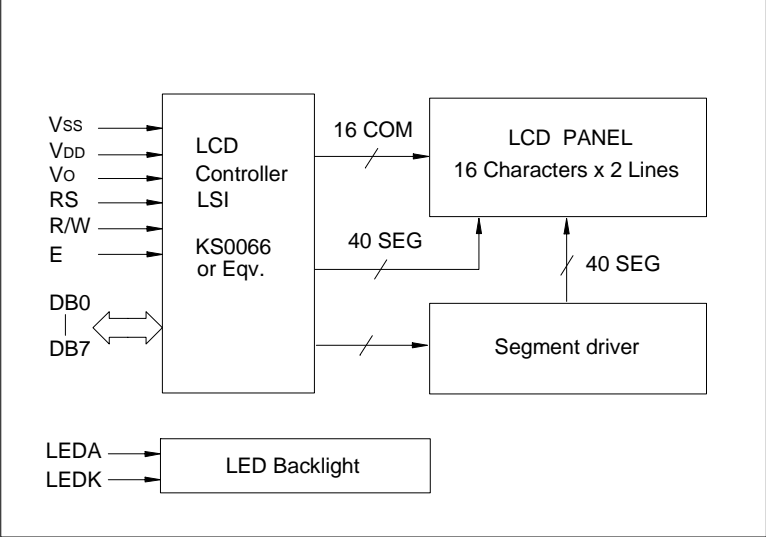 VSS
VDD
VO
RS
R/W
E
DB0
DB7
LCD
Controller
LSI
KS0066
or Eqv.
16 COM
40 SEG
LCD PANEL
16 Characters x 2 Lines
40 SEG
Segment driver
LEDA
LEDK
LED Backlight